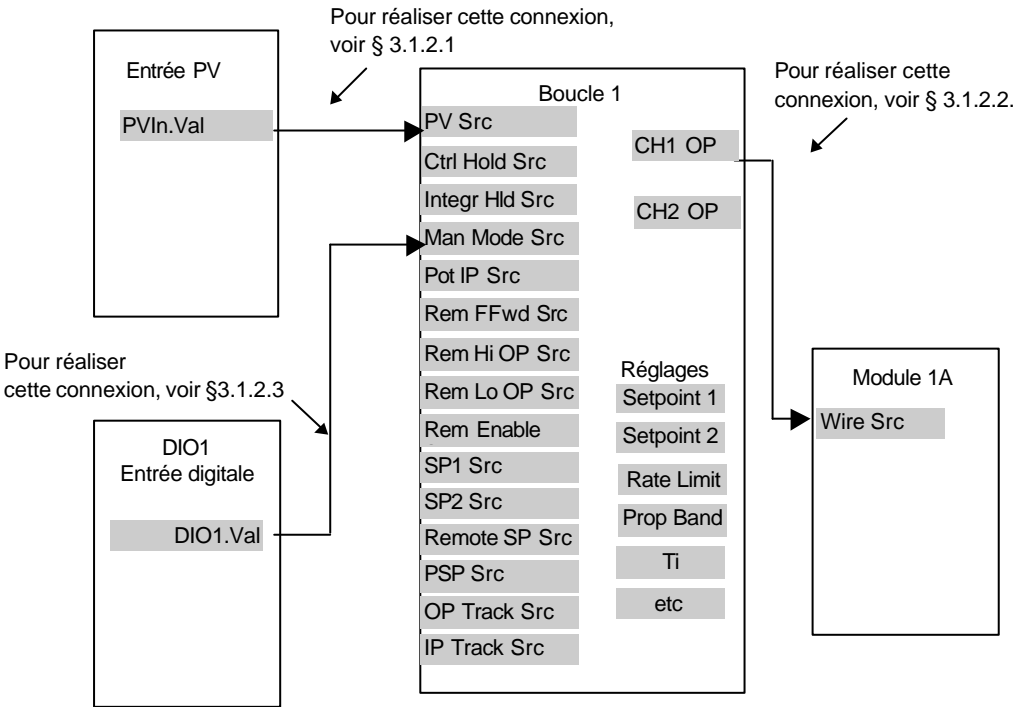 Pour réaliser cette connexion,
voir § 3.1.2.1
Entrée PV
PVIn.Val
Boucle 1
PV Src
Ctrl Hold Src
Integr Hld Src
Man Mode Src
Pot IP Src
Rem FFwd Src
Rem Hi OP Src
Rem Lo OP Src
Rem Enable
SP1 Src
SP2 Src
Remote SP Src
PSP Src
OP Track Src
IP Track Src
CH1 OP
CH2 OP
Réglages
Setpoint 1
Setpoint 2
Rate Limit
Prop Band
Ti
etc
Pour réaliser cette
connexion, voir § 3.1.2.2.
Module 1A
Wire Src
Pour réaliser
cette connexion, voir §3.1.2.3
DIO1
Entrée digitale
DIO1.Val